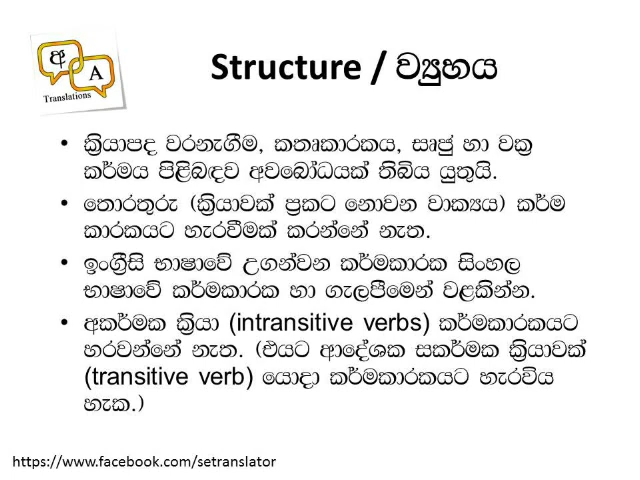 අ
A
Translations
Structure / ව්‍යුහය
• ක්‍රියාපද වරනැගීම, කතෘකාරකය, සෘජු හා වක්‍ර
කර්මය පිළිබඳව අවබෝධයක් තිබිය යුතුයි.
• තොරතුරු (ක්‍රියාවක් ප්‍රකට නොවන වාක්‍යය) කර්ම
කාරකයට හැරවීමක් කරන්නේ නැත.
• ඉංග්‍රීසි භාෂාවේ උගන්වන කර්මකාරක සිංහල
භාෂාවේ කර්මකාරක හා ගැලපීමෙන් වළකින්න.
• අකර්මක ක්‍රියා (intransitive verbs) කර්මකාරකයට
හරවන්නේ නැත. (එයට ආදේශක සකර්මක ක්‍රියාවක්
(transitive verb) යොදා කර්මකාරකයට හැරවිය
හැක.)
https://www.facebook.com/setranslator